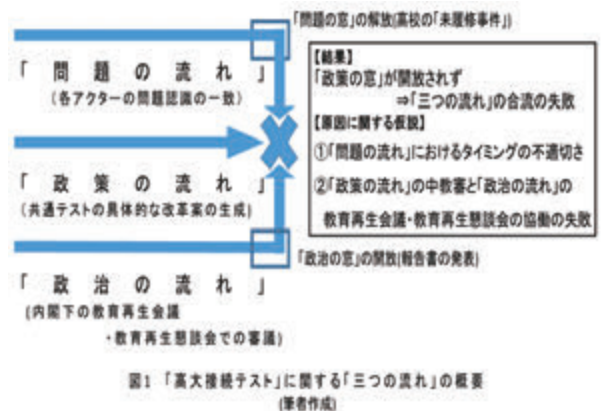 「問題の窓」の解放(高校の「未履修事件」)
「問題の流れ」
(各アクターの問題認識の一致)
【結果】
「政策の窓」が開放されず
⇒「三つの流れ」の合流の失敗
【原因に関する仮説】
①「問題の流れ」におけるタイミングの不適切さ
②「政策の流れ」の中教審と「政治の流れ」の
教育再生会議・教育再生懇談会の協働の失敗
「政策の流れ」
(共通テストの具体的な改革案の生成)
「政治の窓」の開放(報告書の発表)
「政治の流れ」
(内閣下の教育再生会議
・教育再生懇談会での審議)
図1 「高大接続テスト」に関する「三つの流れ」の概要
(筆者作成)